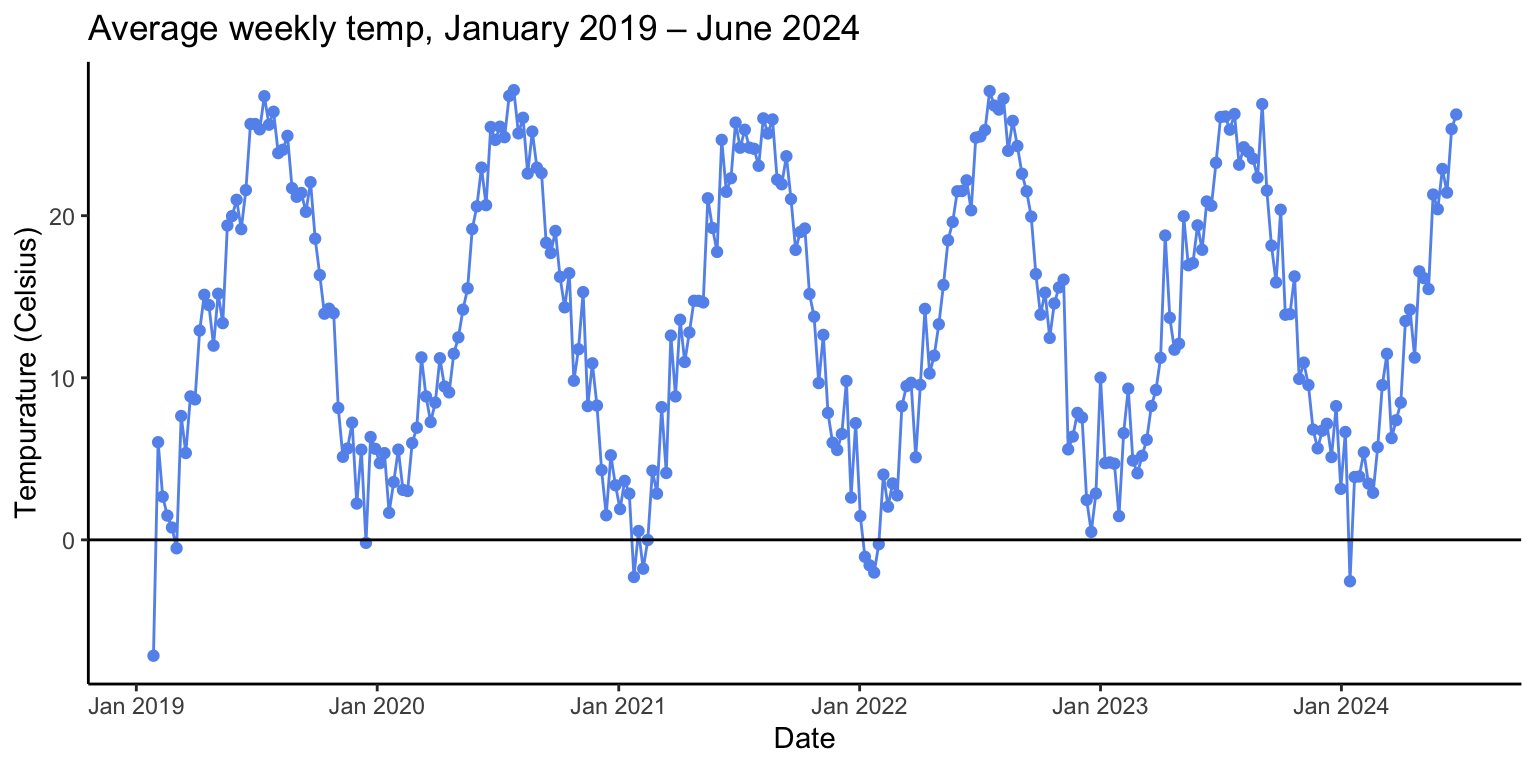 Average weekly temp, January 2019 – June 2024
Tempurature (Celsius)
20
10
0
Jan 2019 Jan 2020 Jan 2021 Jan 2022 Jan 2023 Jan 2024
Date